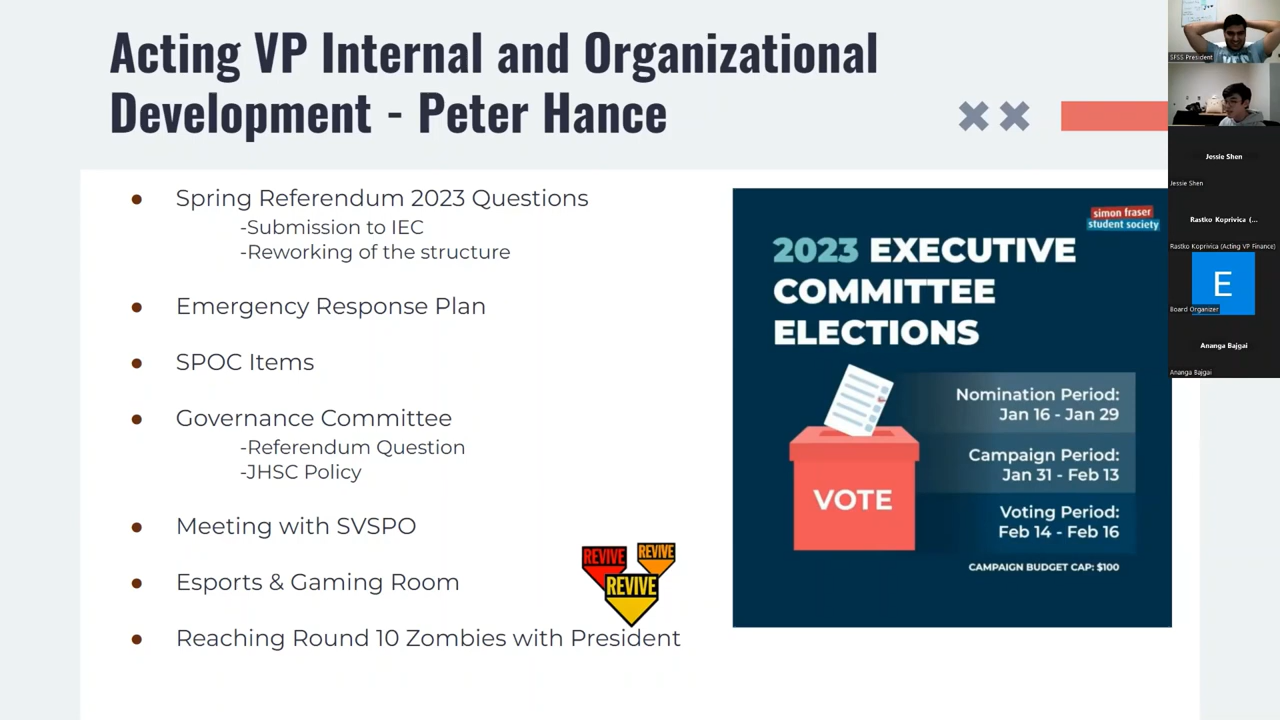 Acting VP Internal and Organizational
Development - Peter Hance
Spring Referendum 2023 Questions
-Submission to IEC
-Reworking of the structure
Emergency Response Plan
SPOC Items
Governance Committee
-Referendum Question
-JHSC Policy
Meeting with SVSPO
Esports & Gaming Room
Reaching Round 10 Zombies with President
REVIVE
REVIVE
REVIVE
simon fraser
student society
2023 EXECUTIVE
COMMITTEE
ELECTIONS
VOTE
Nomination Period:
Jan 16 - Jan 29
Campaign Period:
Jan 31 - Feb 13
Voting Period:
Feb 14 - Feb 16
CAMPAIGN BUDGET CAP: $100
SFSS President
Jessie Shen
Jessie Shen
Rastko Koprivica (...
Rastko Koprivica (Acting VP Finance)
E
Board Organizer
Ananga Bajgai
Ananga Bajgai